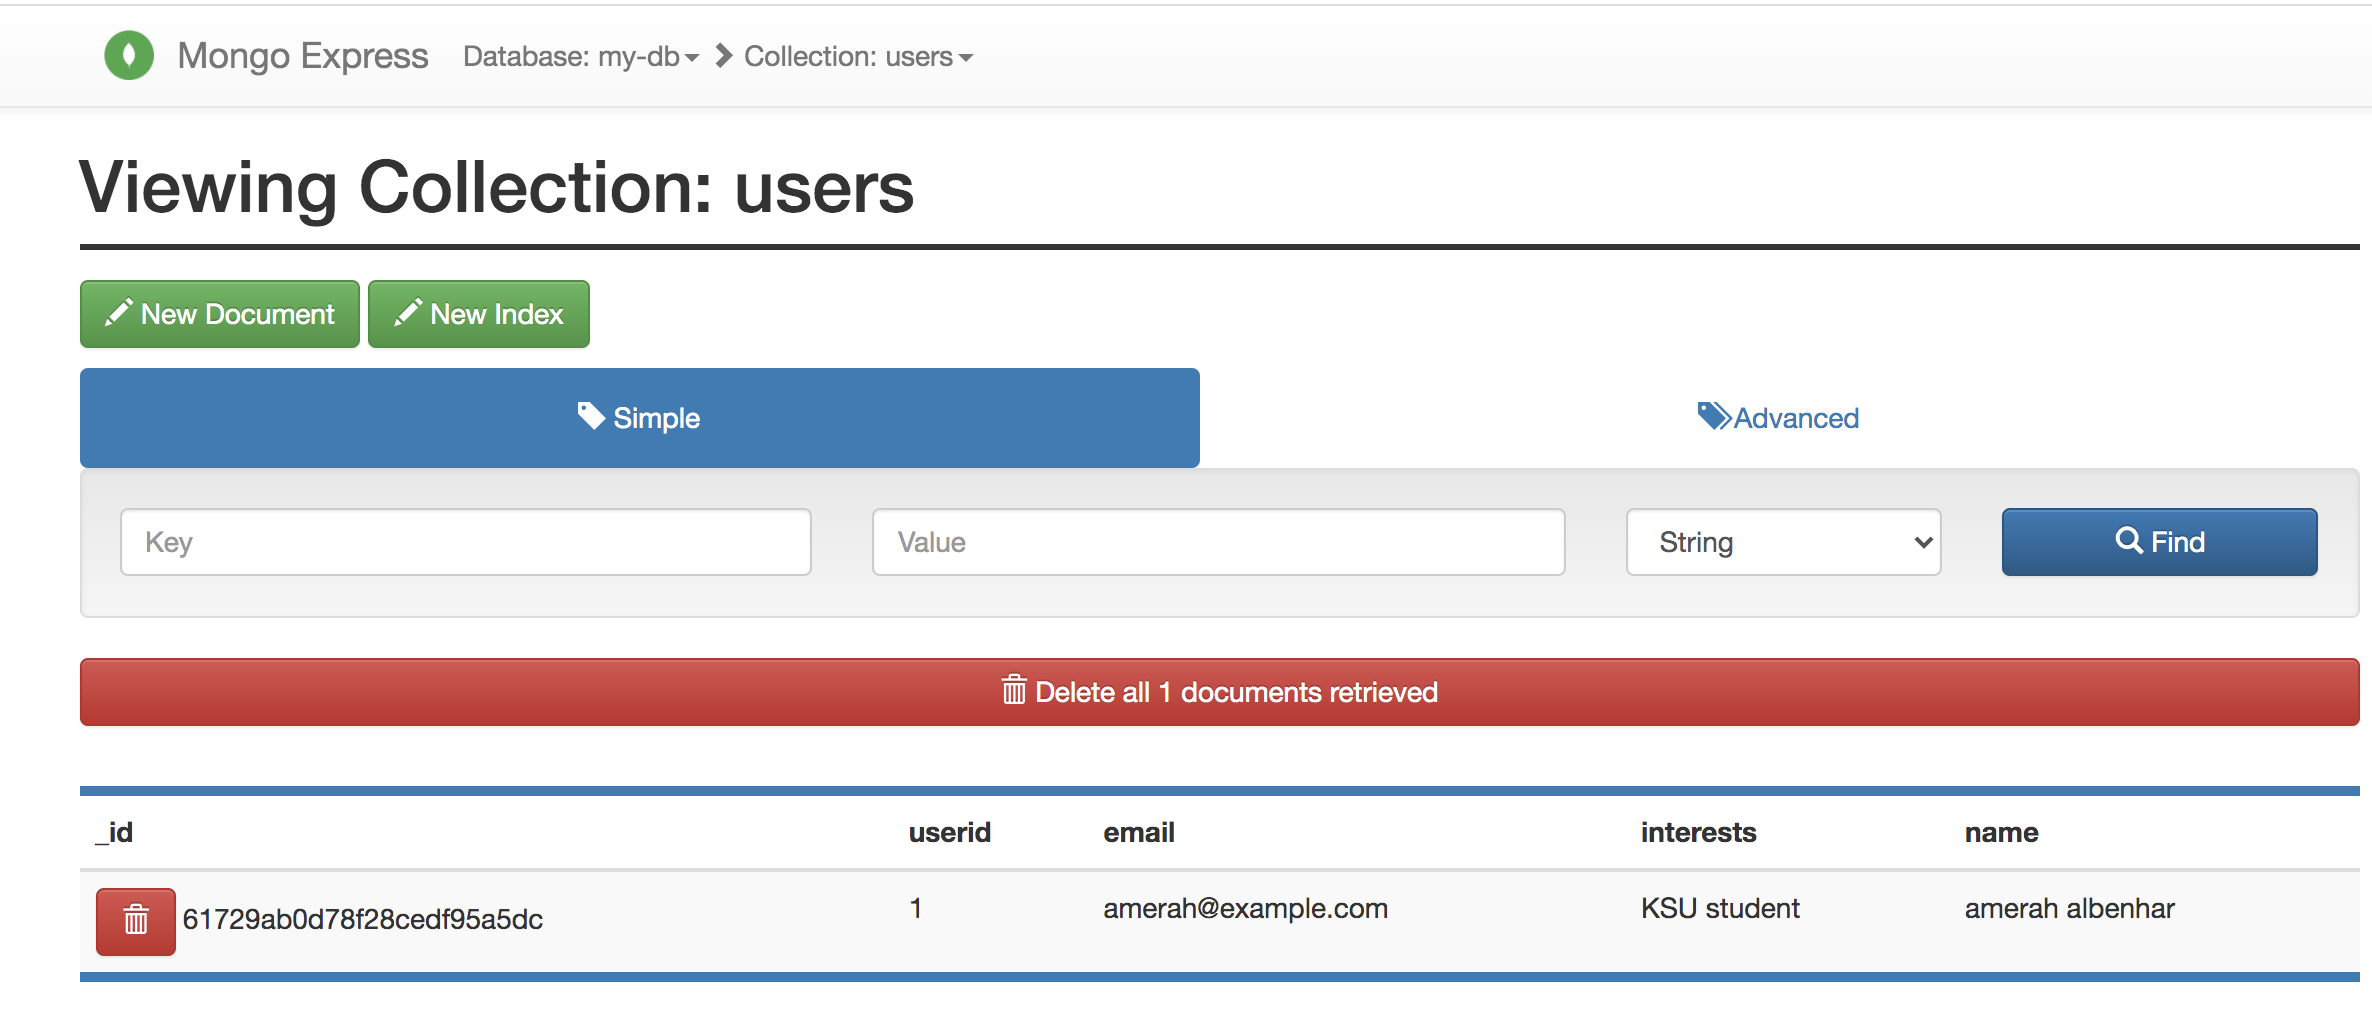 Mongo Express Database: my-db Collection: users
Viewing Collection: users
New Document New Index
Simple Advanced
Key Value String Find
Delete all 1 documents retrieved
_id userid email interests name
61729ab0d78f28cedf95a5dc 1 amerah@example.com KSU student amerah albenhar